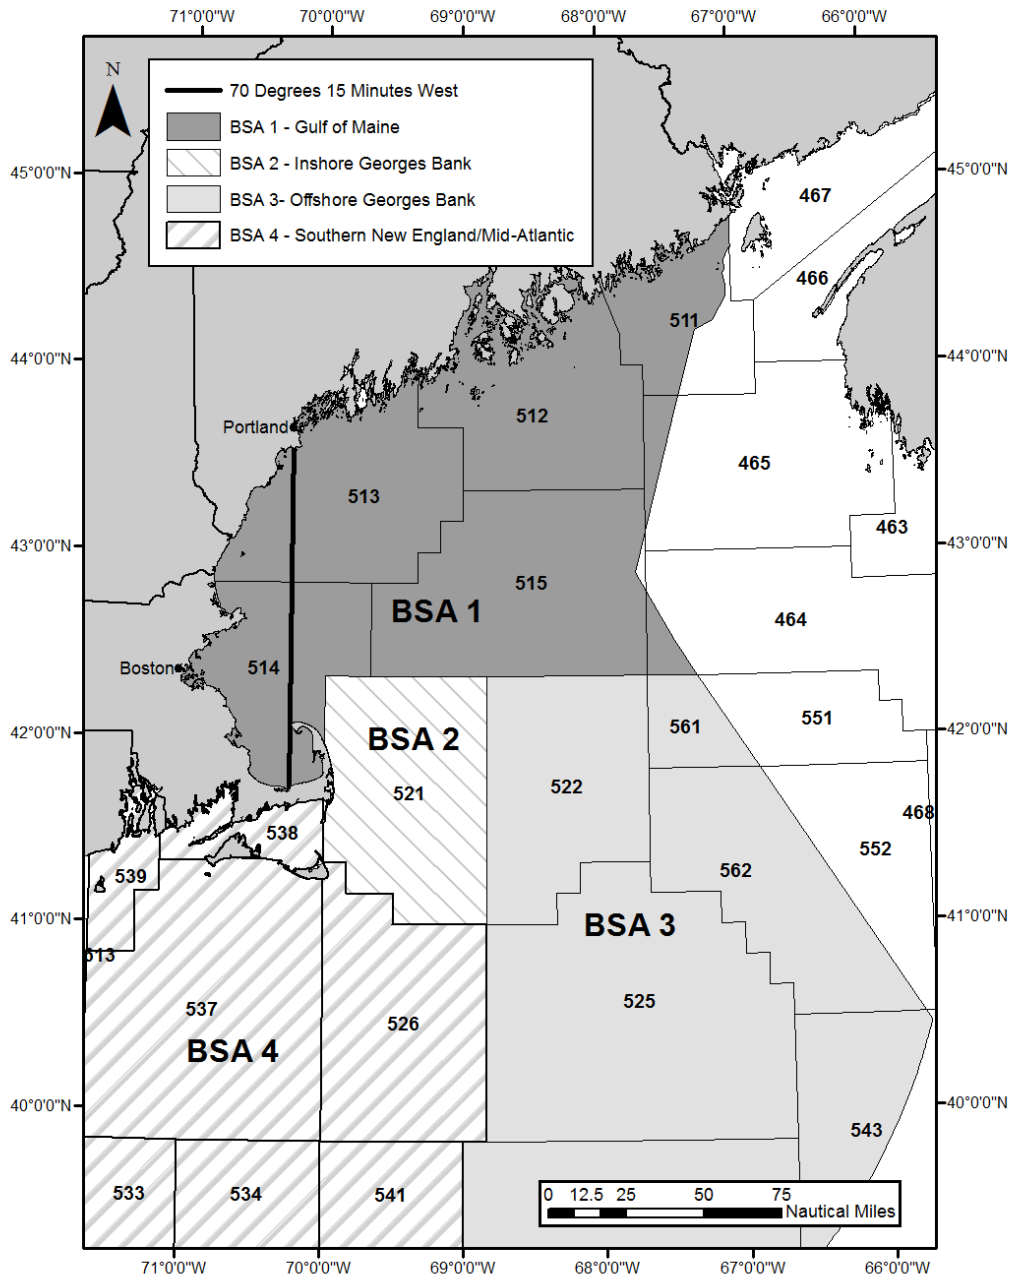 71°0'0"W 70°0'0"W 69°0'0"W 68°0'0"W 67°0'0"W 66°0'0"W
N
70 Degrees 15 Minutes West
BSA 1 - Gulf of Maine
BSA 2 - Inshore Georges Bank
BSA 3- Offshore Georges Bank
BSA 4 - Southern New England/Mid-Atlantic
45°0'0"N 45°0'0"N
467
466
511
44°0'0"N 44°0'0"N
512
Portland
465
513
463
43°0'0"N 43°0'0"N
515
BSA 1
464
Boston
514
551
42°0'0"N 42°0'0"N
561
BSA 2
522
521
468
538
552
562
539
41°0'0"N 41°0'0"N
BSA 3
513
525
537
526
BSA 4
40°0'0"N 40°0'0"N
543
533 534 541
0 12.5 25 50 75
Nautical Miles
71°0'0"W 70°0'0"W 69°0'0"W 68°0'0"W 67°0'0"W 66°0'0"W